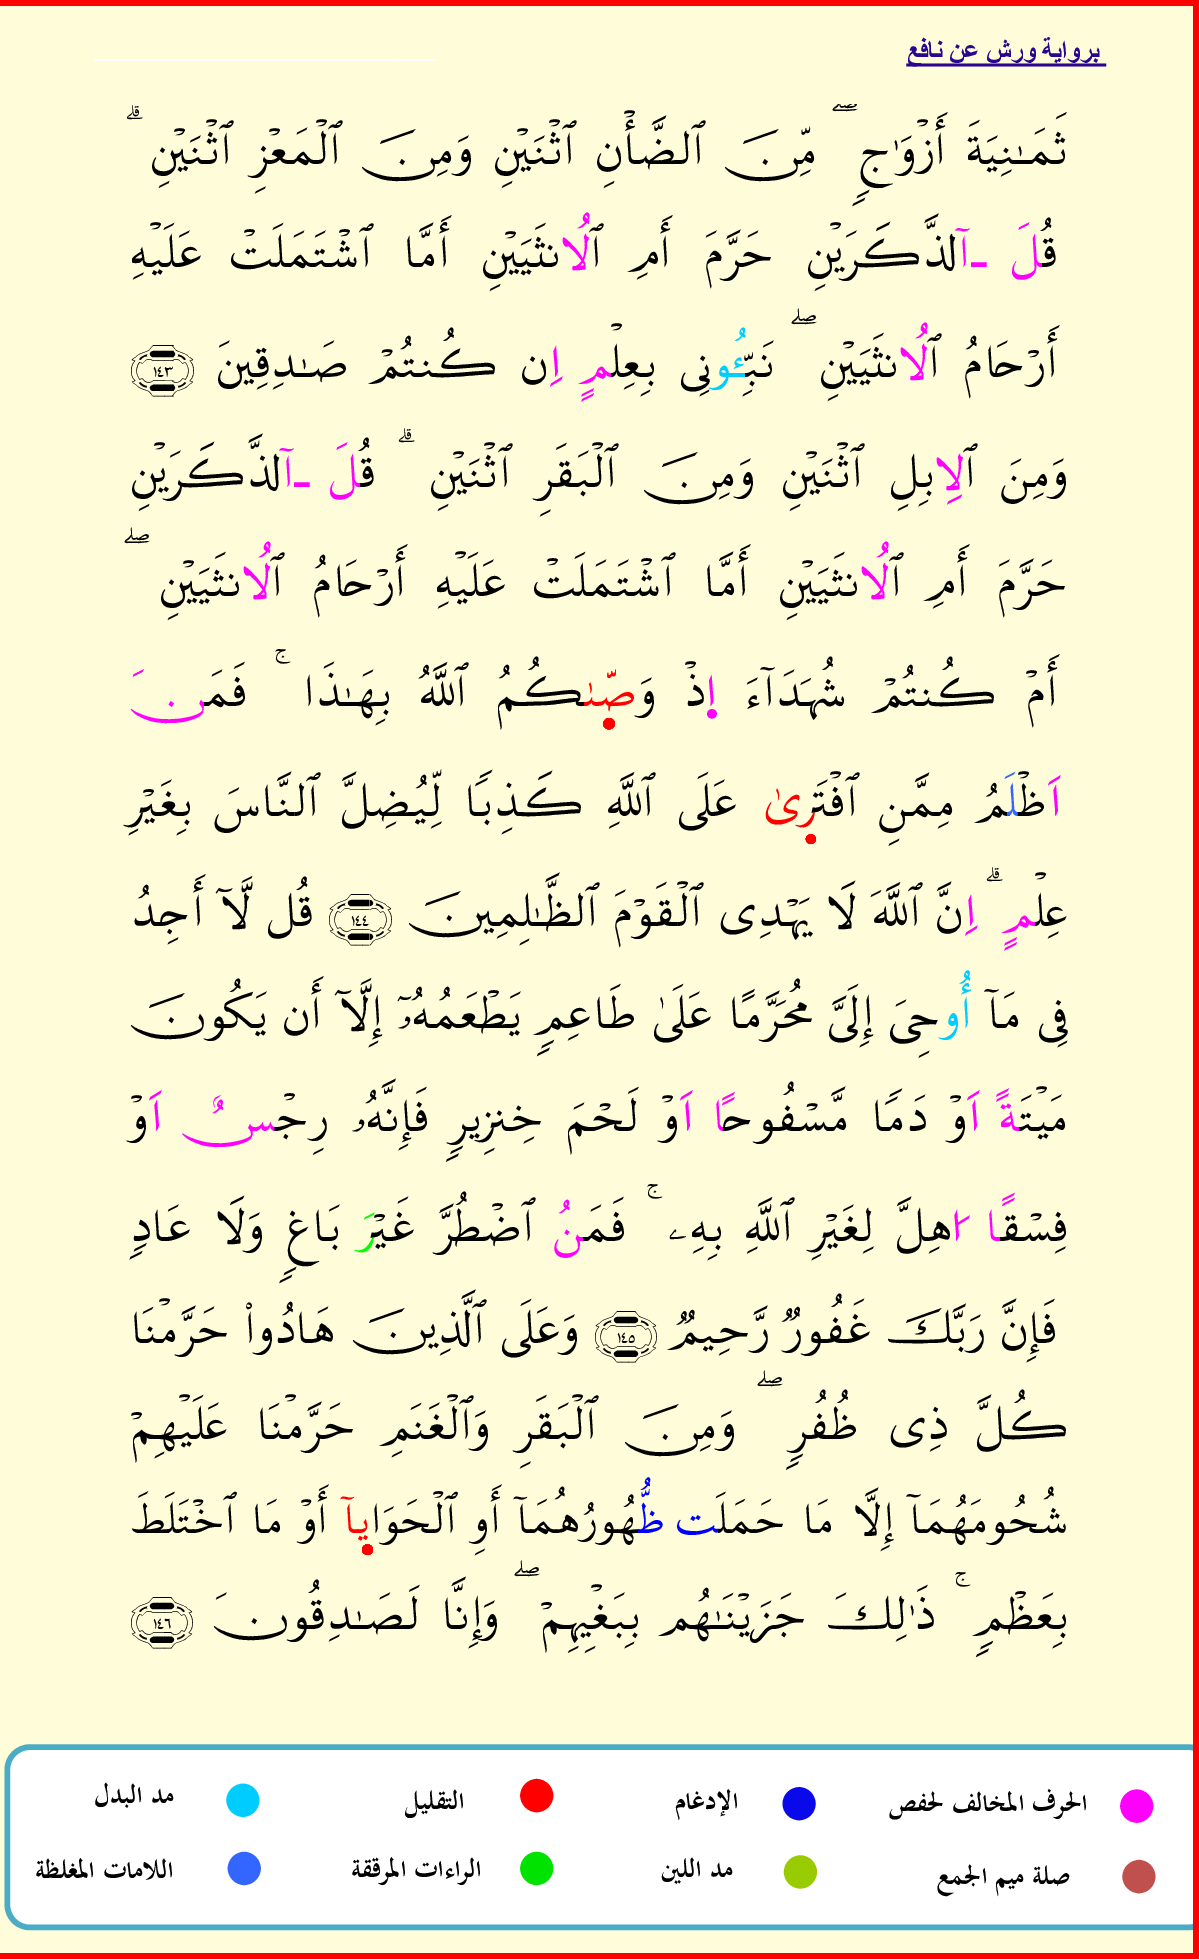 برواية ورش عن نافع
ثَمَٰنِيَةَ أَزْوَٰجٍۖ مِّنَ ٱلضَّأْنِ ٱثْنَيْنِ وَمِنَ ٱلْمَعْزِ ٱثْنَيْنِۗ
قُلَ ـآلذَّكَرَيْنِ حَرَّمَ أَمِ ٱلُانثَيَيْنِ أَمَّا ٱشْتَمَلَتْ عَلَيْهِ
أَرْحَامُ ٱلُانثَيَيْنِۖ نَبِّـُٔونِى بِعِلْمٍ اِن كُنتُمْ صَٰدِقِينَ ١٤٣
وَمِنَ ٱلِابِلِ ٱثْنَيْنِ وَمِنَ ٱلْبَقَرِ ٱثْنَيْنِۗ قُلَ ـآلذَّكَرَيْنِ
حَرَّمَ أَمِ ٱلُانثَيَيْنِ أَمَّا ٱشْتَمَلَتْ عَلَيْهِ أَرْحَامُ ٱلُانثَيَيْنِۖ
أَمْ كُنتُمْ شُهَدَآءَ اِذْ وَصّىٰكُمُ ٱللَّهُ بِهَٰذَاۚ فَمَنَ
اَظْلَمُ مِمَّنِ ٱفْتَرىٰ عَلَى ٱللَّهِ كَذِبًا لِّيُضِلَّ ٱلنَّاسَ بِغَيْرِ
عِلْمٍۗ اِنَّ ٱللَّهَ لَا يَهْدِى ٱلْقَوْمَ ٱلظَّٰلِمِينَ ١٤٤ قُل لَّآ أَجِدُ
فِى مَآ أُوحِىَ إِلَىَّ مُحَرَّمًا عَلَىٰ طَاعِمٍ يَطْعَمُهُۥٓ إِلَّآ أَن يَكُونَ
مَيْتَةً اَوْ دَمًا مَّسْفُوحًا اَوْ لَحْمَ خِنزِيرٍ فَإِنَّهُۥ رِجْسٌ اَوْ
فِسْقًا اهِلَّ لِغَيْرِ ٱللَّهِ بِهِۦۚ فَمَنُ ٱضْطُرَّ غَيْرَ بَاغٍ وَلَا عَادٍ
فَإِنَّ رَبَّكَ غَفُورٌ رَّحِيمٌ ١٤٥ وَعَلَى ٱلَّذِينَ هَادُوا۟ حَرَّمْنَا
كُلَّ ذِى ظُفُرٍۖ وَمِنَ ٱلْبَقَرِ وَٱلْغَنَمِ حَرَّمْنَا عَلَيْهِمْ
شُحُومَهُمَآ إِلَّا مَا حَمَلَت ظُّهُورُهُمَآ أَوِ ٱلْحَوَايآ أَوْ مَا ٱخْتَلَطَ
بِعَظْمٍۚ ذَٰلِكَ جَزَيْنَٰهُم بِبَغْيِهِمْۖ وَإِنَّا لَصَٰدِقُونَ ١٤٦
الحرف المخالف لحفص الإدغام التقليل مد البدل
صلة ميم الجمع مد اللين الراءات المرققة اللامات المغلظة